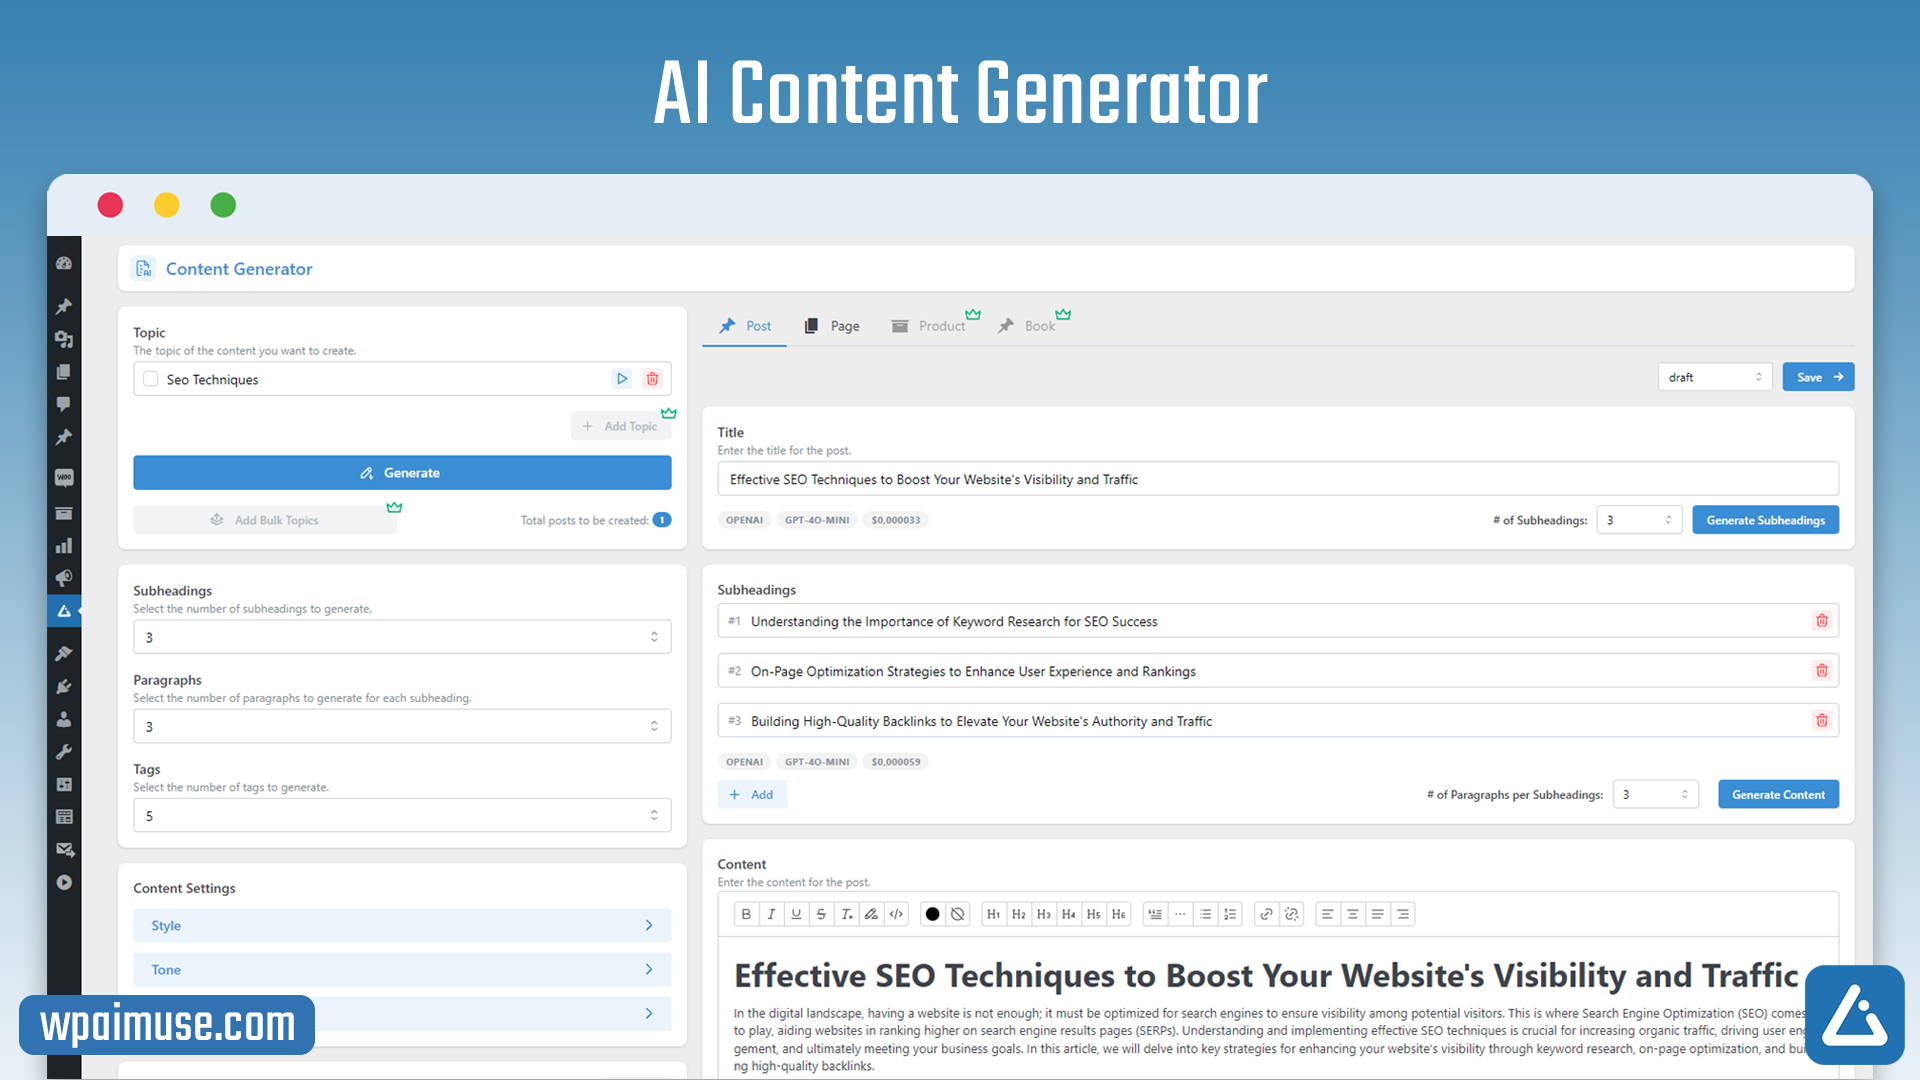 AI Content Generator
Content Generator
Topic
The topic of the content you want to create.
Seo Techniques
Add Topic
Generate
Add Bulk Topics
Total posts to be created: 1
Subheadings
Select the number of subheadings to generate.
3
Paragraphs
Select the number of paragraphs to generate for each subheading.
3
Tags
Select the number of tags to generate.
5
Content Settings
Style
Tone
wpaimuse.com
Post Page Product Book
draft
Save
Title
Enter the title for the post.
Effective SEO Techniques to Boost Your Website's Visibility and Traffic
OPENAI GPT-4O-MINI $0,000033
# of Subheadings: 3 Generate Subheadings
Subheadings
#1 Understanding the Importance of Keyword Research for SEO Success
#2 On-Page Optimization Strategies to Enhance User Experience and Rankings
#3 Building High-Quality Backlinks to Elevate Your Website's Authority and Traffic
OPENAI GPT-4O-MINI $0,000059
Add
# of Paragraphs per Subheadings: 3 Generate Content
Content
Enter the content for the post.
B I U S Tx </> H1 H2 H3 H4 H5 H6
Effective SEO Techniques to Boost Your Website's Visibility and Traffic
In the digital landscape, having a website is not enough; it must be optimized for search engines to ensure visibility among potential visitors. This is where Search Engine Optimization (SEO) comes
to play, aiding websites in ranking higher on search engine results pages (SERPs). Understanding and implementing effective SEO techniques is crucial for increasing organic traffic, driving user en
gement, and ultimately meeting your business goals. In this article, we will delve into key strategies for enhancing your website's visibility through keyword research, on-page optimization, and bu
ng high-quality backlinks.